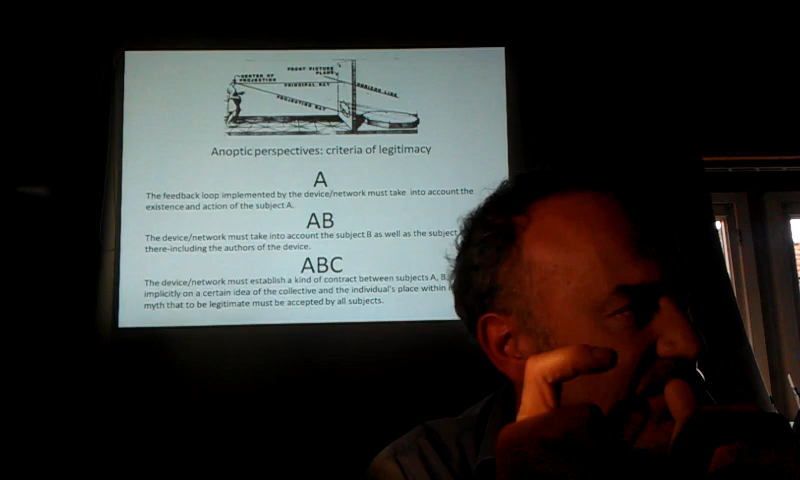 CENTER OF
PROJECTION
FRONT PICTURE
PLANE
PRINCIPAL RAY
HORIZON LINE
PROJECTING RAY
Anoptic perspectives: criteria of legitimacy
A
The feedback loop implemented by the device/network must take into account the
existence and action of the subject A.
AB
The device/network must take into account the subject B as well as the subject
there-including the authors of the device.
ABC
The device/network must establish a kind of contract between subjects A, B,
implicitly on a certain idea of the collective and the individual's place within
myth that to be legitimate must be accepted by all subjects.